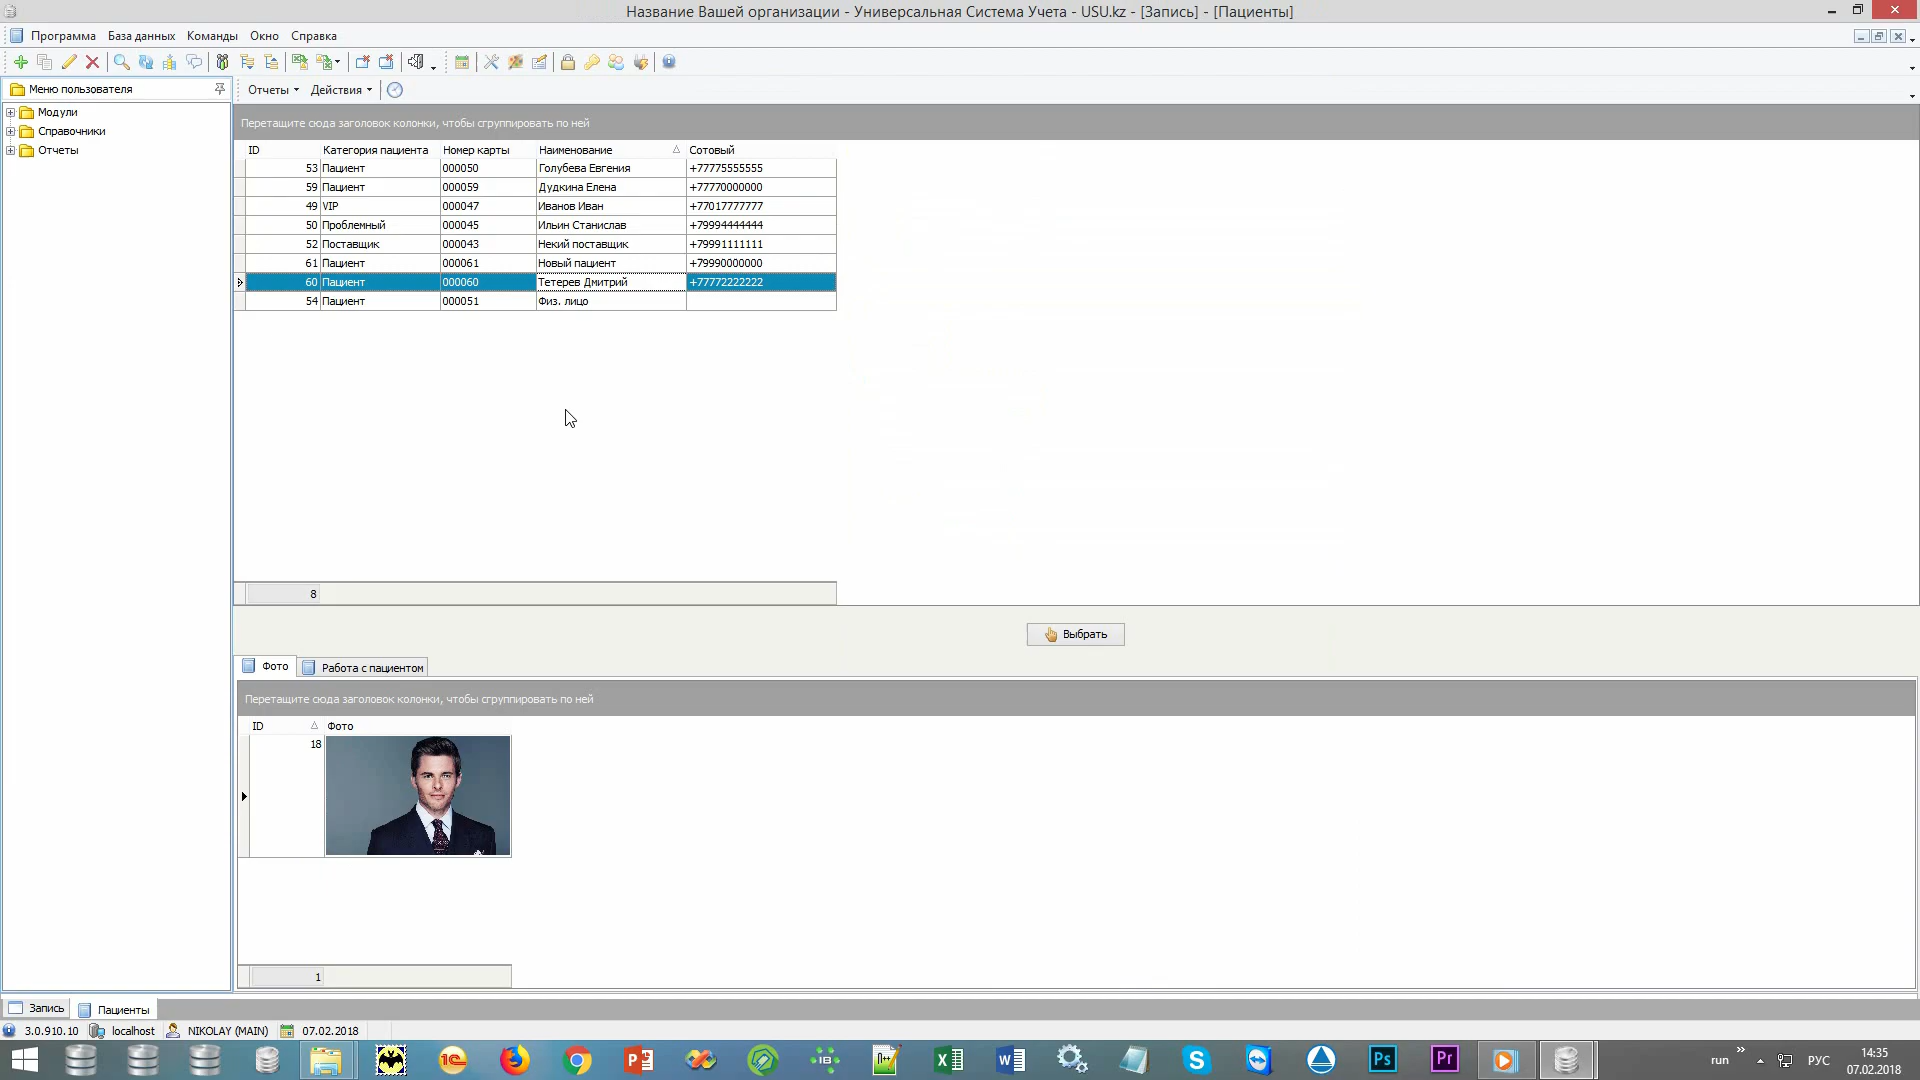 Название Вашей организации - Универсальная Система Учета - USU.kz - [Запись] - [Пациенты]
Программа База данных Команды Окно Справка
Меню пользователя
Отчеты Действия
Модули
Справочники
Отчеты
Перетащите сюда заголовок колонки, чтобы сгруппировать по ней
ID Категория пациента Номер карты Наименование Сотовый
53 Пациент 000050 Голубева Евгения +77775555555
59 Пациент 000059 Дудкина Елена +77770000000
49 VIP 000047 Иванов Иван +77017777777
50 Проблемный 000045 Ильин Станислав +79994444444
52 Поставщик 000043 Некий поставщик +79991111111
61 Пациент 000061 Новый пациент +79990000000
60 Пациент 000060 Тетерев Дмитрий +77772222222
54 Пациент 000051 Физ. лицо
8
Выбрать
Фото Работа с пациентом
Перетащите сюда заголовок колонки, чтобы сгруппировать по ней
ID Фото
18
1
Запись Пациенты
3.0.910.10 localhost NIKOLAY (MAIN) 07.02.2018
run РУС 14:35
07.02.2018